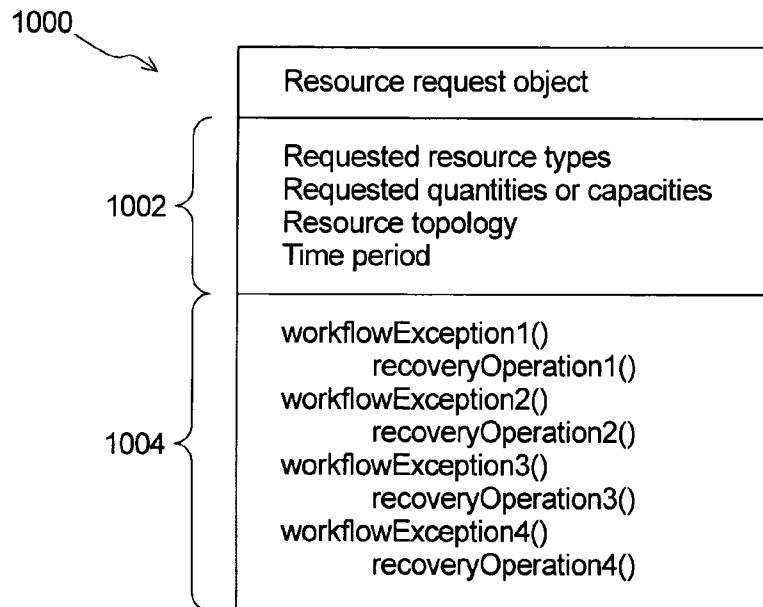 1000
Resource request object
1002
Requested resource types
Requested quantities or capacities
Resource topology
Time period
1004
workflowException1()
recoveryOperation1()
workflowException2()
recoveryOperation2()
workflowException3()
recoveryOperation3()
workflowException4()
recoveryOperation4()